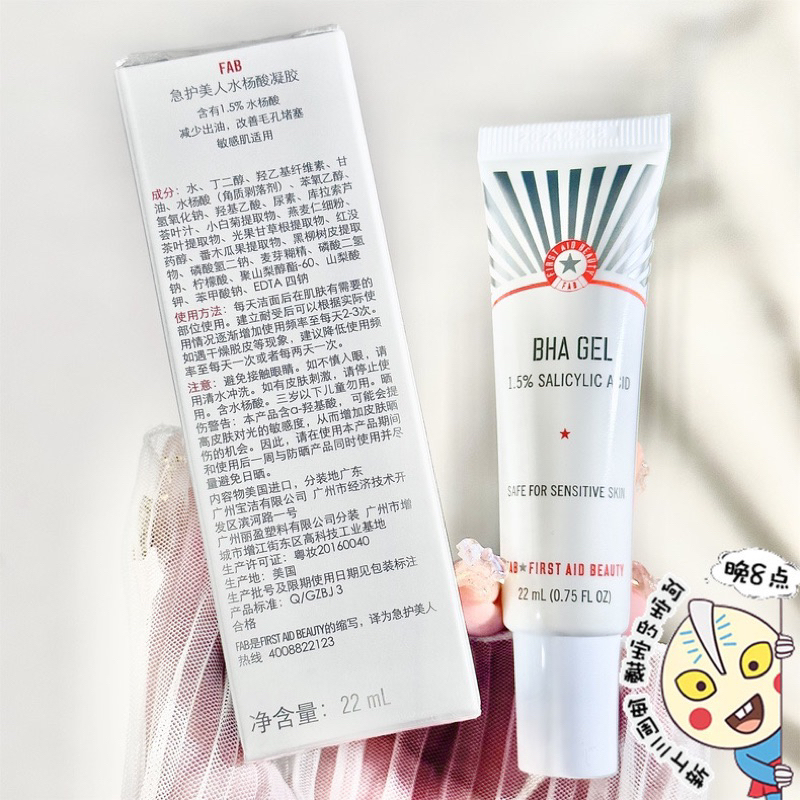 FAB
急护美人水杨酸凝胶
含有1.5% 水杨酸
减少出油，改善毛孔堵塞
敏感肌适用
成分：水、丁二醇、羟乙基纤维素、甘
油、水杨酸（角质剥落剂）、苯氧乙醇、
氢氧化钠、羟基乙酸、尿素、库拉索芦
荟叶汁、小白菊提取物、燕麦仁细粉、
茶叶提取物、光果甘草根提取物、红没
药醇、番木瓜果提取物、黑柳树皮提取
物、磷酸氢二钠、麦芽糊精、磷酸二氢
钠、柠檬酸、聚山梨醇酯-60、山梨酸
钾、苯甲酸钠、EDTA 四钠
使用方法：每天洁面后在肌肤有需要的
部位使用。建立耐受后可以根据实际使
用情况逐渐增加使用频率至每天2-3次。
如遇干燥脱皮等现象，建议降低使用频
率至每天一次或者每两天一次。
注意：避免接触眼睛。如不慎入眼，请
用清水冲洗。如有皮肤刺激，请停止使
用。含水杨酸。三岁以下儿童勿用。晒
伤警告：本产品含α-羟基酸，可能会提
高皮肤对光的敏感度，从而增加皮肤晒
伤的机会。因此，请在使用本产品期间
和使用后一周与防晒产品同时使用并尽
量避免日晒。
内容物美国进口，分装地广东
广州宝洁有限公司 广州市经济技术开
发区滨河路一号
广州丽盈塑料有限公司分装 广州市增
城市增江街东区高科技工业基地
生产许可证：粤妆20160040
生产地：美国
生产批号及限期使用日期见包装标注
产品标准：Q/GZBJ 3
合格
FAB是FIRST AID BEAUTY的缩写，译为急护美人
热线 4008822123
净含量：22 mL
FIRST AID BEAUTY
FAB
BHA GEL
1.5% SALICYLIC ACID
SAFE FOR SENSITIVE SKIN
FAB★FIRST AID BEAUTY
22 mL (0.75 FL OZ)
晚8点
每周三上新